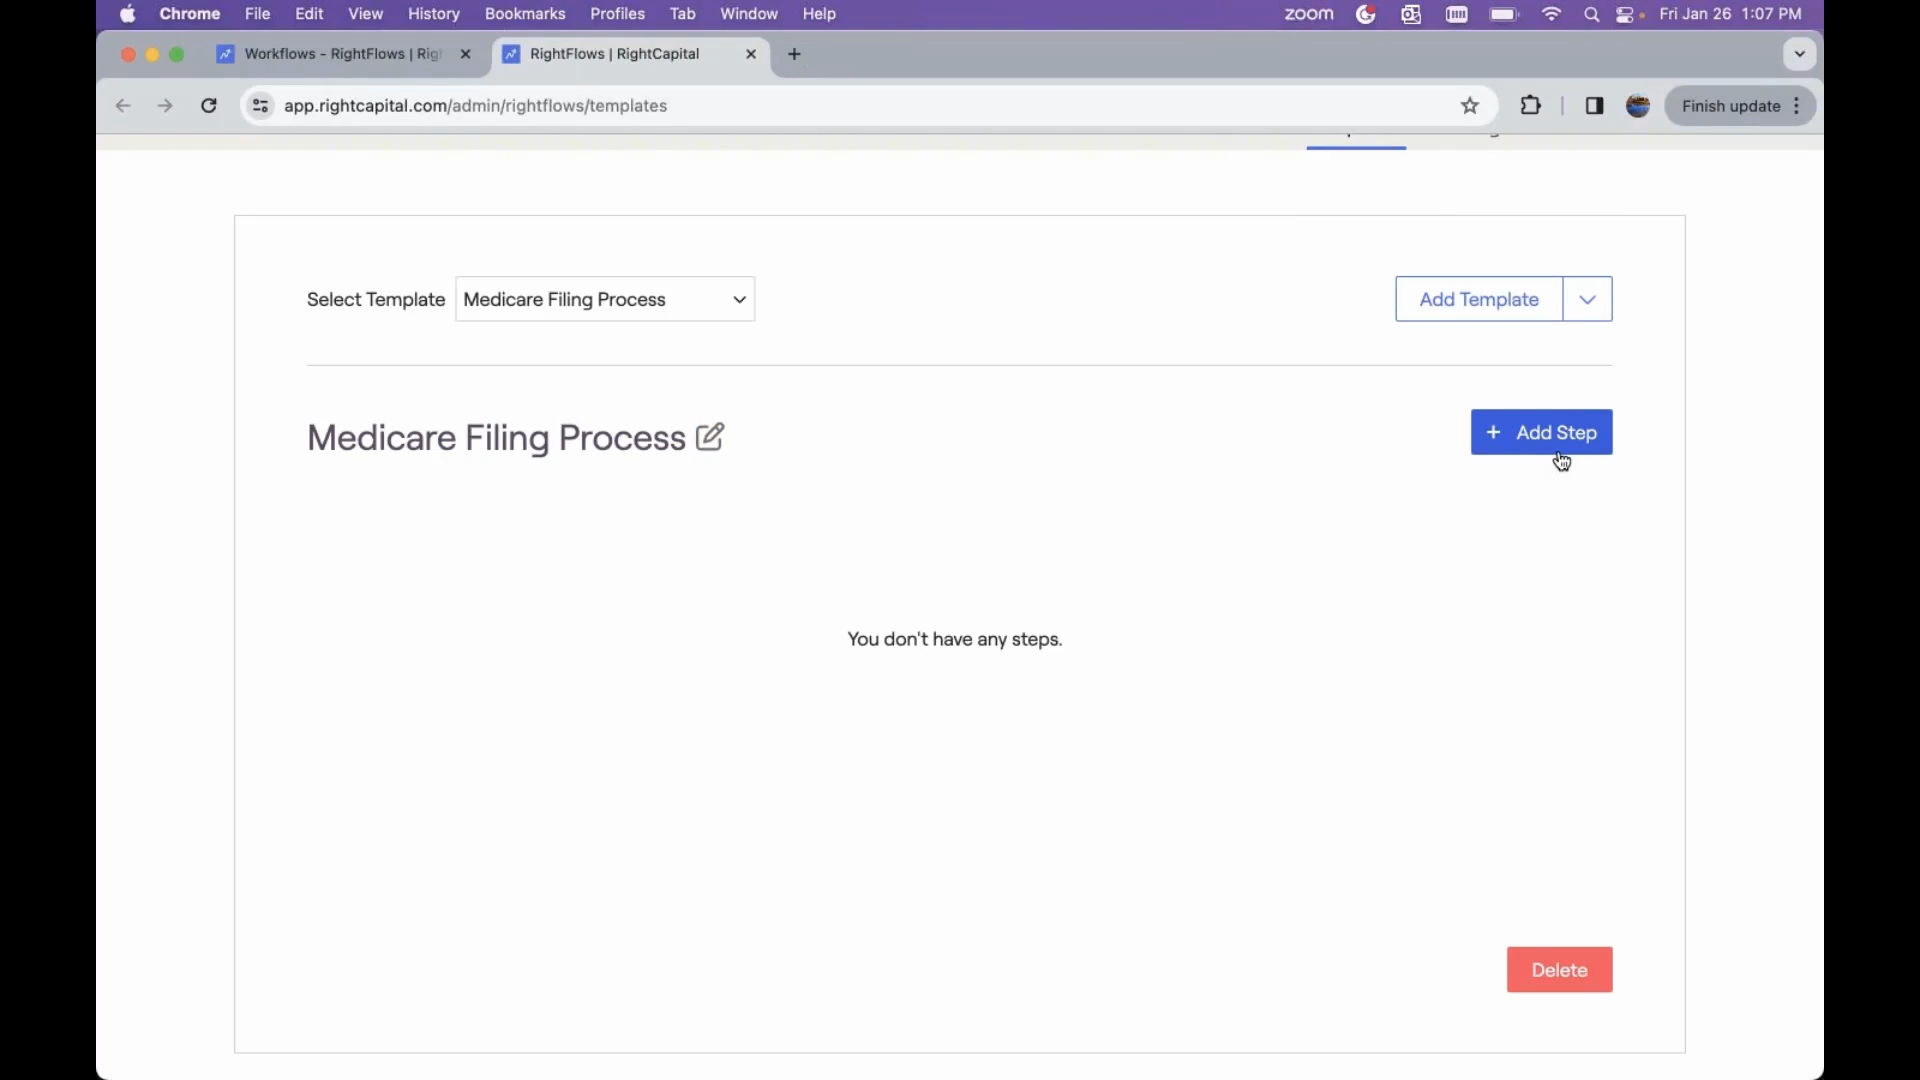 Chrome File Edit View History Bookmarks Profiles Tab Window Help zoom Fri Jan 26 1:07 PM
Workflows - RightFlows | Rig RightFlows | RightCapital
app.rightcapital.com/admin/rightflows/templates Finish update
Select Template Medicare Filing Process Add Template
Medicare Filing Process + Add Step
You don't have any steps.
Delete